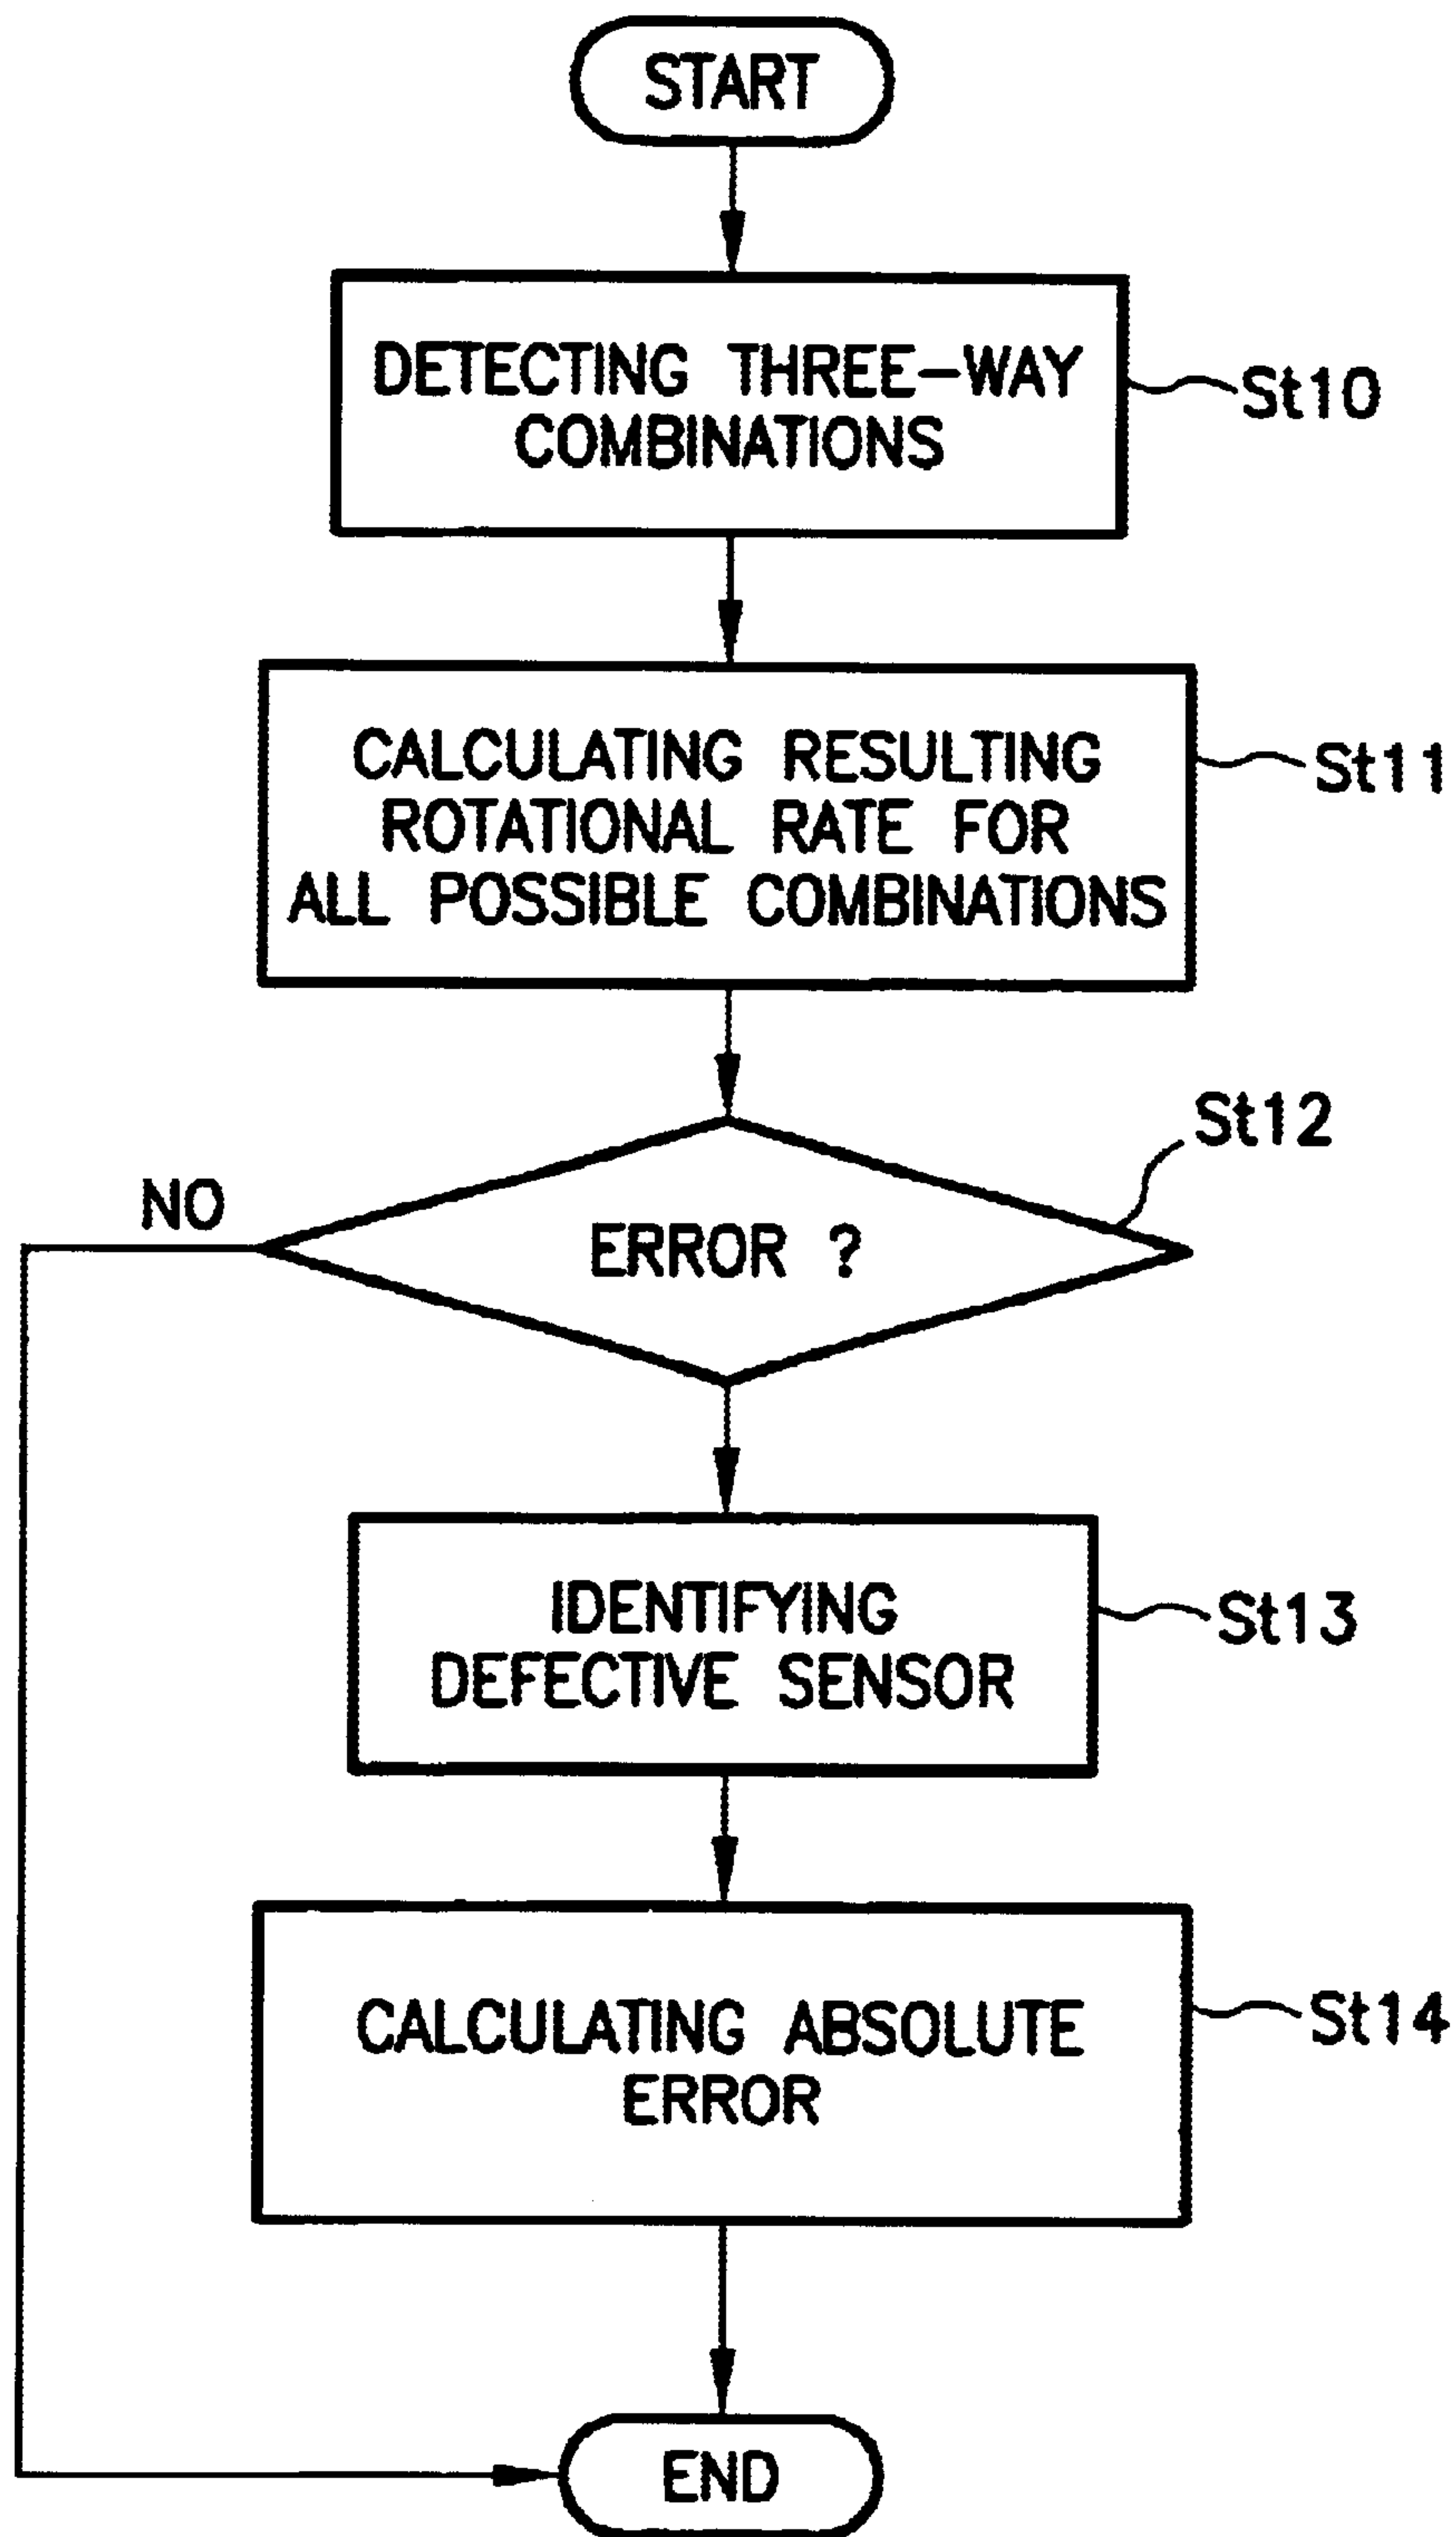 START
DETECTING THREE-WAY
COMBINATIONS
St10
CALCULATING RESULTING
ROTATIONAL RATE FOR
ALL POSSIBLE COMBINATIONS
St11
St12
NO
ERROR ?
IDENTIFYING
DEFECTIVE SENSOR
St13
CALCULATING ABSOLUTE
ERROR
St14
END